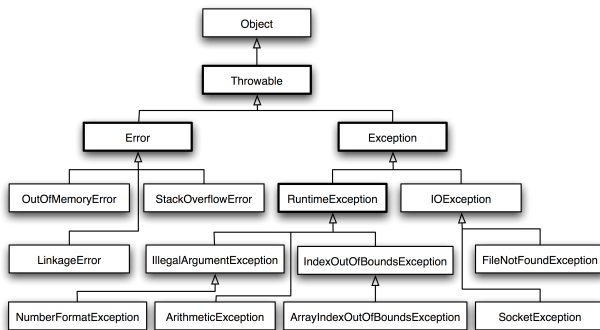 Object
Throwable
Error
Exception
OutOfMemoryError
StackOverflowError
RuntimeException
IOException
LinkageError
IllegalArgumentException
IndexOutOfBoundsException
FileNotFoundException
NumberFormatException
ArithmeticException
ArrayIndexOutOfBoundsException
SocketException